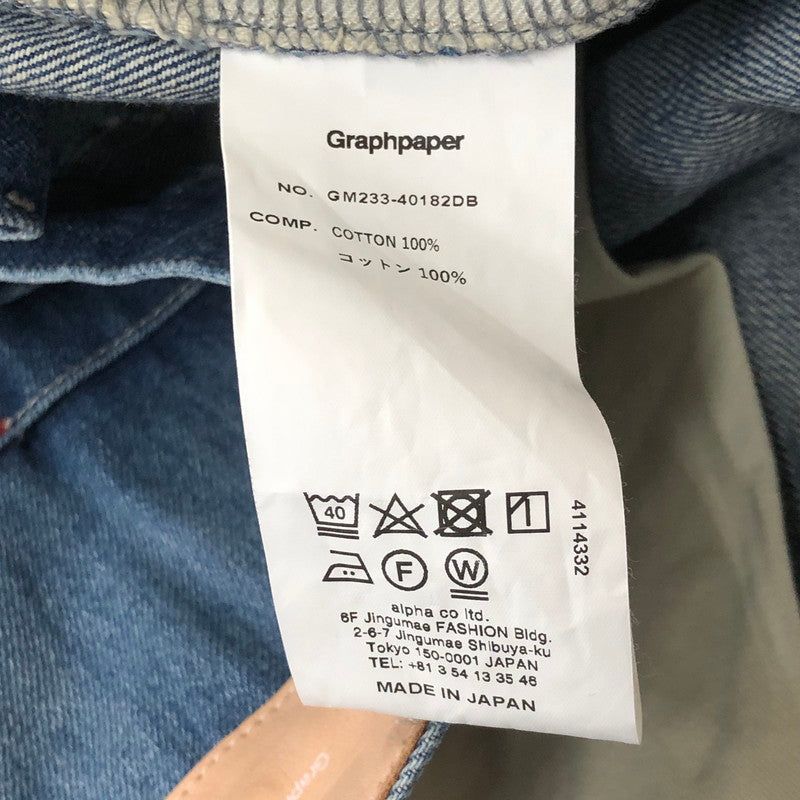 Graphpaper
NO. GM233-40182DB
COMP. COTTON 100%
コットン 100%
40
F
W
4114332
alpha co ltd.
6F Jingumae FASHION Bldg.
2-6-7 Jingumae Shibuya-ku
Tokyo 150-0001 JAPAN
TEL: +81 3 54 13 35 46
MADE IN JAPAN
Graph